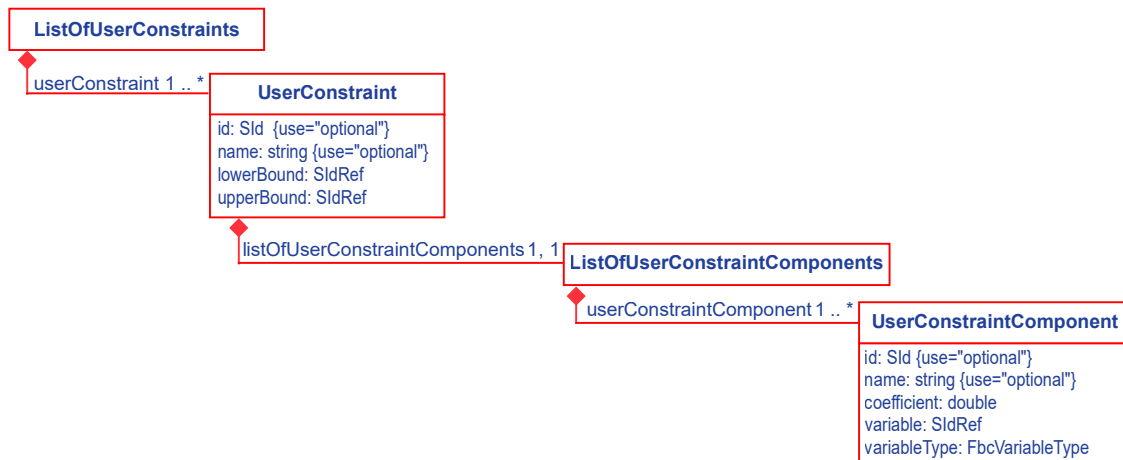 ListOfUserConstraints
userConstraint 1 .. *
UserConstraint
id: SId {use="optional"}
name: string {use="optional"}
lowerBound: SIdRef
upperBound: SIdRef
listOfUserConstraintComponents 1, 1
ListOfUserConstraintComponents
userConstraintComponent 1 .. *
UserConstraintComponent
id: SId {use="optional"}
name: string {use="optional"}
coefficient: double
variable: SIdRef
variableType: FbcVariableType